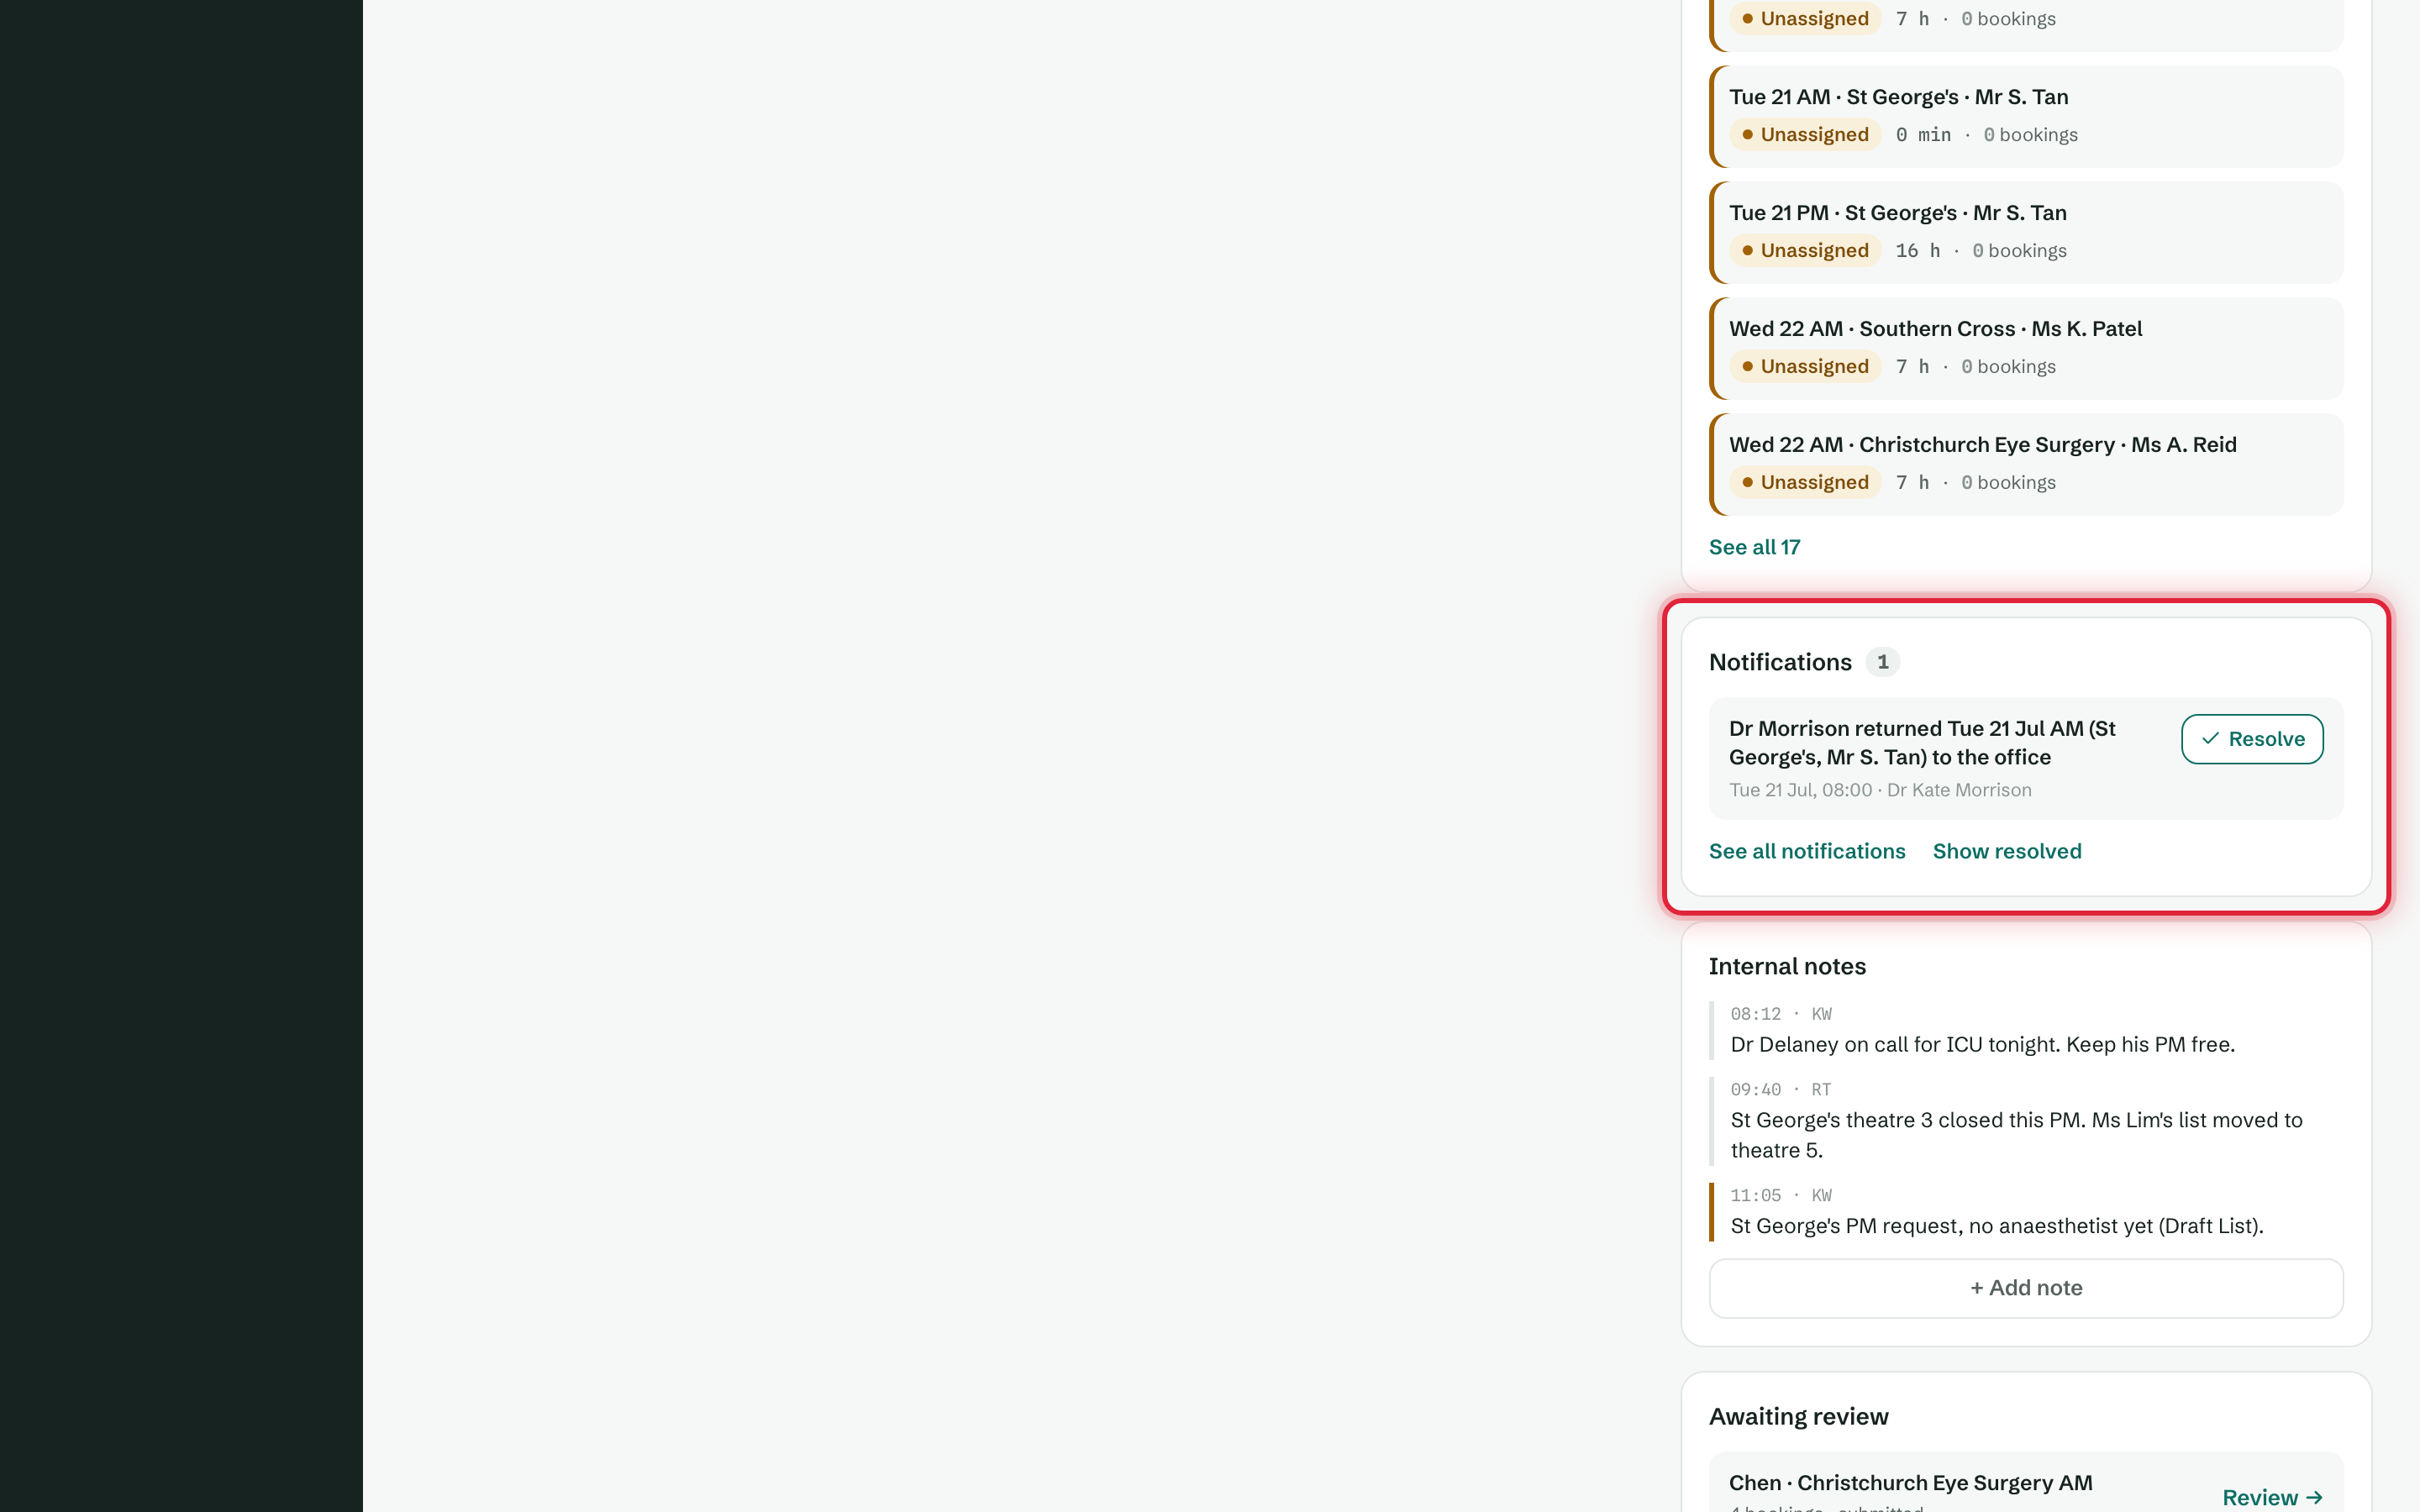 Unassigned 7 h · 0 bookings
Tue 21 AM · St George's · Mr S. Tan
Unassigned 0 min · 0 bookings
Tue 21 PM · St George's · Mr S. Tan
Unassigned 16 h · 0 bookings
Wed 22 AM · Southern Cross · Ms K. Patel
Unassigned 7 h · 0 bookings
Wed 22 AM · Christchurch Eye Surgery · Ms A. Reid
Unassigned 7 h · 0 bookings
See all 17
Notifications 1
Dr Morrison returned Tue 21 Jul AM (St
George's, Mr S. Tan) to the office
Resolve
Tue 21 Jul, 08:00 · Dr Kate Morrison
See all notifications Show resolved
Internal notes
08:12 · KW
Dr Delaney on call for ICU tonight. Keep his PM free.
09:40 · RT
St George's theatre 3 closed this PM. Ms Lim's list moved to
theatre 5.
11:05 · KW
St George's PM request, no anaesthetist yet (Draft List).
+ Add note
Awaiting review
Chen · Christchurch Eye Surgery AM
Review →